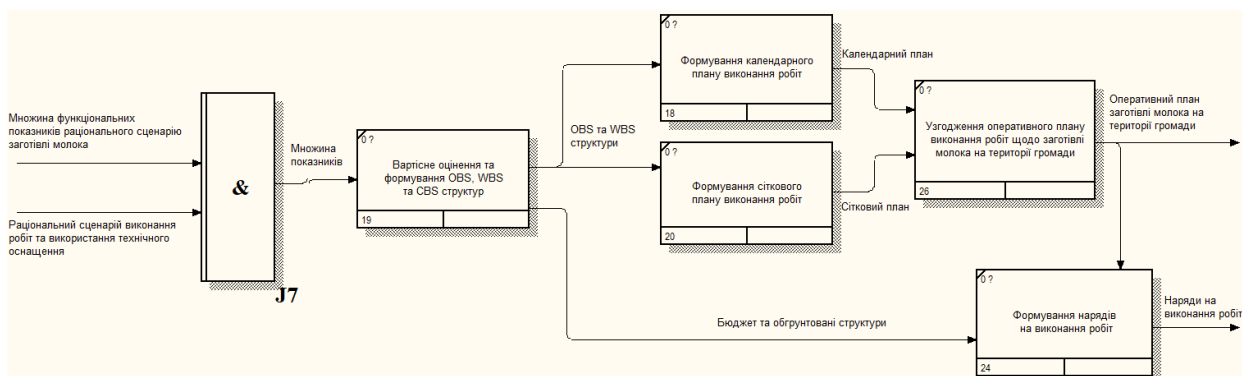 Множина функціональних
показників раціонального сценарію
заготівлі молока
Раціональний сценарій виконання
робіт та використання технічного
оснащення
&
J7
Множина
показників
0 ?
Вартісне оцінення та
формування OBS, WBS
та CBS структур
19
OBS та WBS
структури
0 ?
Формування календарного
плану виконання робіт
18
Календарний план
0 ?
Формування сіткового
плану виконання робіт
20
Сітковий план
0 ?
Узгодження оперативного плану
виконання робіт щодо заготівлі
молока на території громади
26
Оперативний план
заготівлі молока на
території громади
Бюджет та обгрунтовані структури
0 ?
Формування нарядів
на виконання робіт
24
Наряди на
виконання робіт